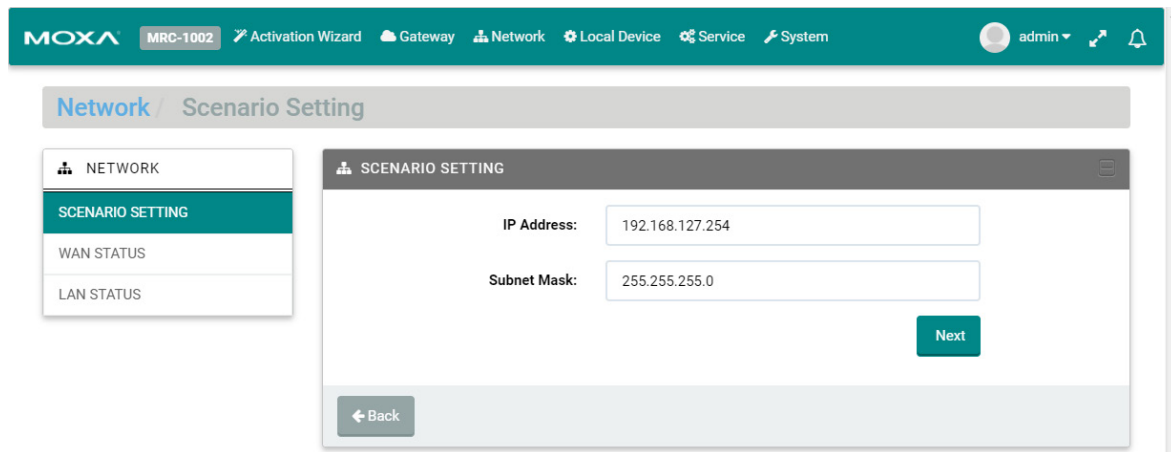 MOXA MRC-1002 Activation Wizard Gateway Network Local Device Service System admin
Network / Scenario Setting
NETWORK
SCENARIO SETTING
WAN STATUS
LAN STATUS
SCENARIO SETTING
IP Address: 192.168.127.254
Subnet Mask: 255.255.255.0
Next
Back